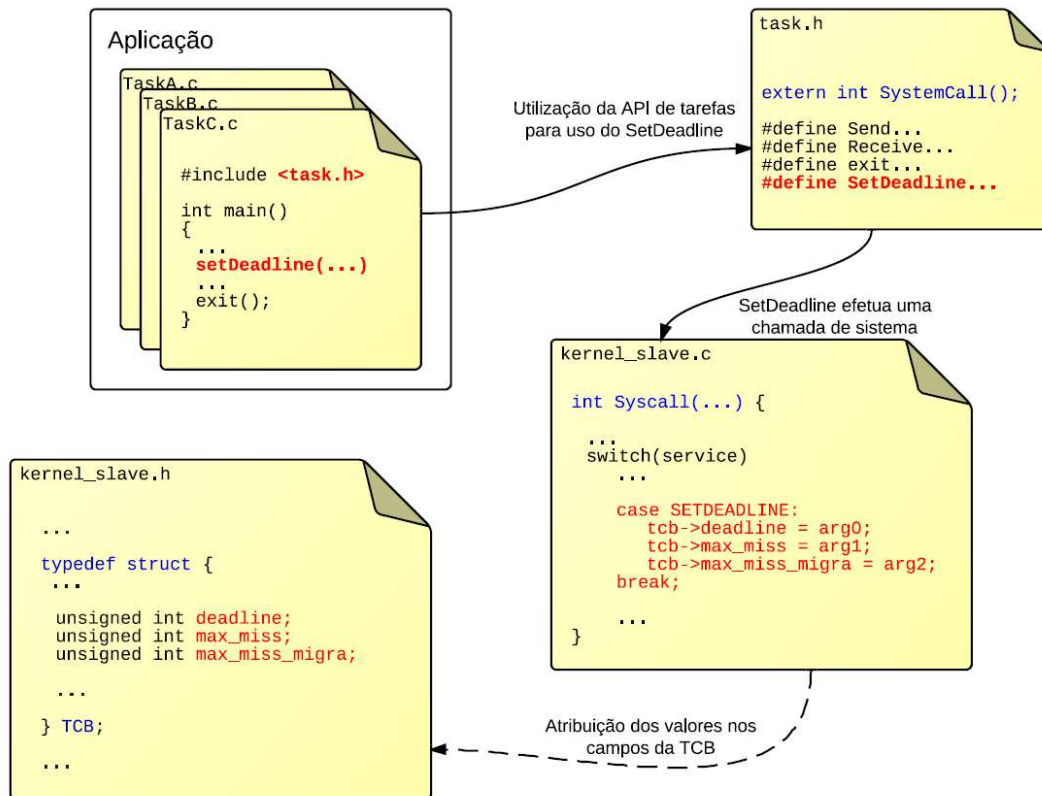 Aplicação
TaskA.c
TaskB.c
TaskC.c
#include <task.h>
int main()
{
...
setDeadline(...)
...
exit();
}
Utilização da API de tarefas
para uso do SetDeadline
task.h
extern int SystemCall();
#define Send...
#define Receive...
#define exit...
#define SetDeadline...
SetDeadline efetua uma
chamada de sistema
kernel_slave.c
int Syscall(...) {
...
switch(service)
...
case SETDEADLINE:
tcb->deadline = arg0;
tcb->max_miss = arg1;
tcb->max_miss_migra = arg2;
break;
...
}
kernel_slave.h
...
typedef struct {
...
unsigned int deadline;
unsigned int max_miss;
unsigned int max_miss_migra;
...
} TCB;
...
Atribuição dos valores nos
campos da TCB